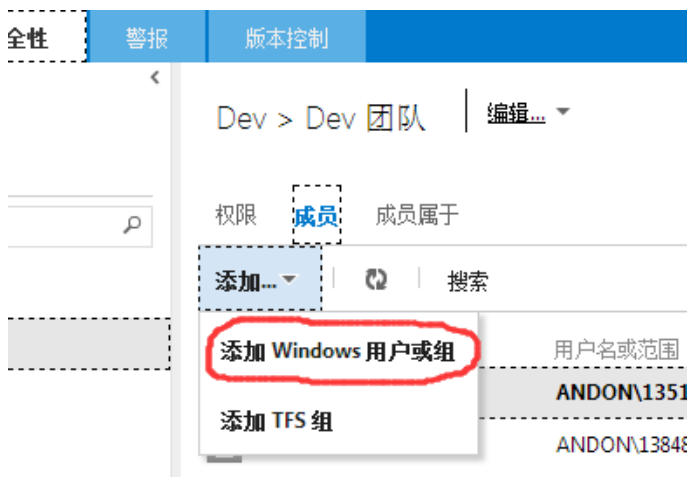 全性 警报 版本控制
Dev > Dev 团队 编辑...
权限 成员 成员属于
添加... 搜索
添加 Windows 用户或组
用户名或范围
ANDON\1351
添加 TFS 组
ANDON\13848